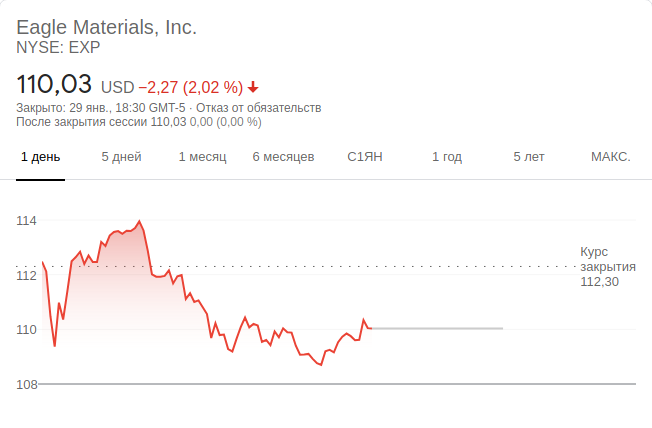 Eagle Materials, Inc.
NYSE: EXP
110,03 USD −2,27 (2,02 %)
Закрыто: 29 янв., 18:30 GMT-5 · Отказ от обязательств
После закрытия сессии 110,03 0,00 (0,00 %)
1 день 5 дней 1 месяц 6 месяцев С1ЯН 1 год 5 лет МАКС.
114
Курс
закрытия
112,30
112
110
108